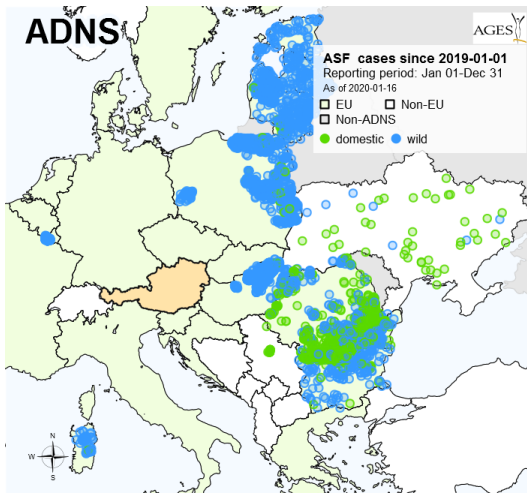 ADNS
AGES
ASF cases since 2019-01-01
Reporting period: Jan 01-Dec 31
As of 2020-01-16
EU Non-EU
Non-ADNS
domestic wild
N
W E
S